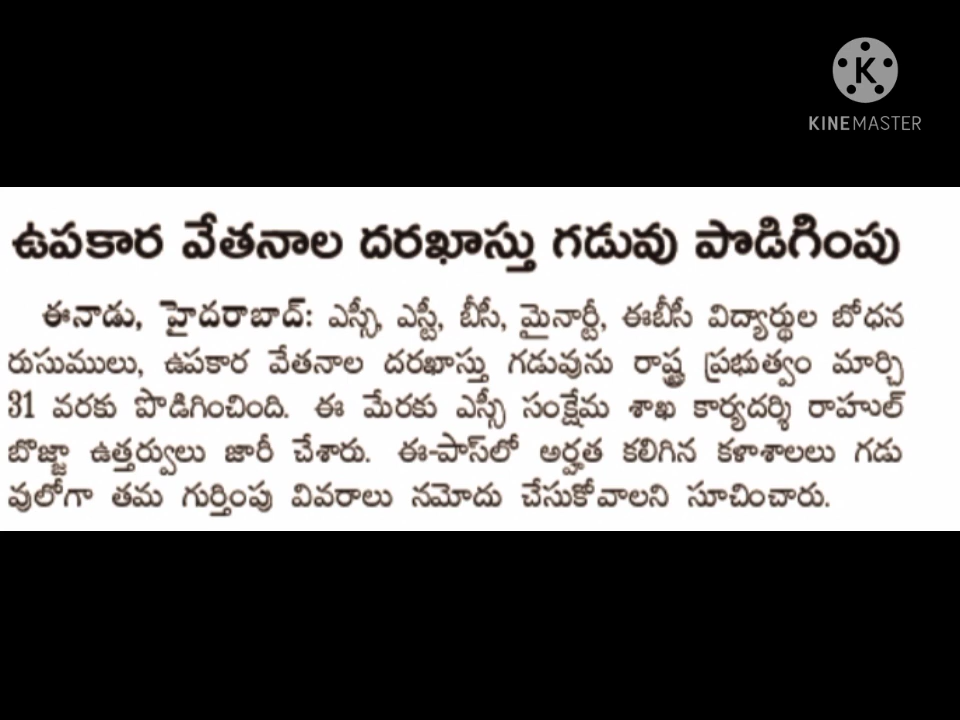 KINEMASTER
ఉపకార వేతనాల దరఖాస్తు గడువు పొడిగింపు
ఈనాడు, హైదరాబాద్: ఎస్సీ, ఎస్టీ, బీసీ, మైనార్టీ, ఈబీసీ విద్యార్థుల బోధన
రుసుములు, ఉపకార వేతనాల దరఖాస్తు గడువును రాష్ట్ర ప్రభుత్వం మార్చి
31 వరకు పొడిగించింది. ఈ మేరకు ఎస్సీ సంక్షేమ శాఖ కార్యదర్శి రాహుల్
బొజ్జా ఉత్తర్వులు జారీ చేశారు. ఈ-పాస్‌లో అర్హత కలిగిన కళాశాలలు గడు
వులోగా తమ గుర్తింపు వివరాలు నమోదు చేసుకోవాలని సూచించారు.